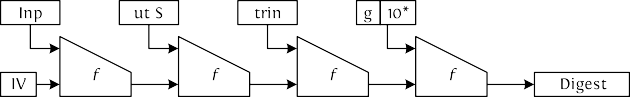 Inp ut S trin g 10*
f f f f
IV Digest